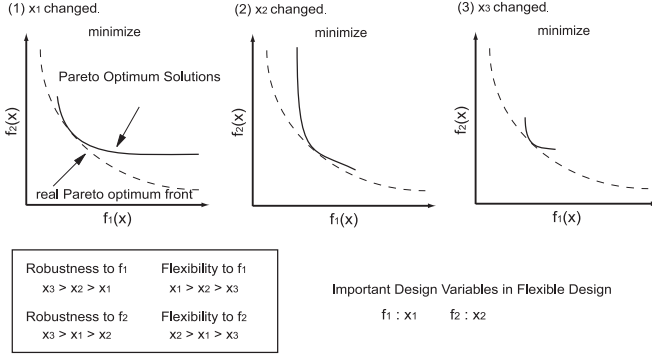 (1) x1 changed.
minimize
f2(x)
Pareto Optimum Solutions
real Pareto optimum front
f1(x)
(2) x2 changed.
minimize
f2(x)
f1(x)
(3) x3 changed.
minimize
f2(x)
f1(x)
Robustness to f1
x3 > x2 > x1
Flexibility to f1
x1 > x2 > x3
Robustness to f2
x3 > x1 > x2
Flexibility to f2
x2 > x1 > x3
Important Design Variables in Flexible Design
f1 : x1 f2 : x2